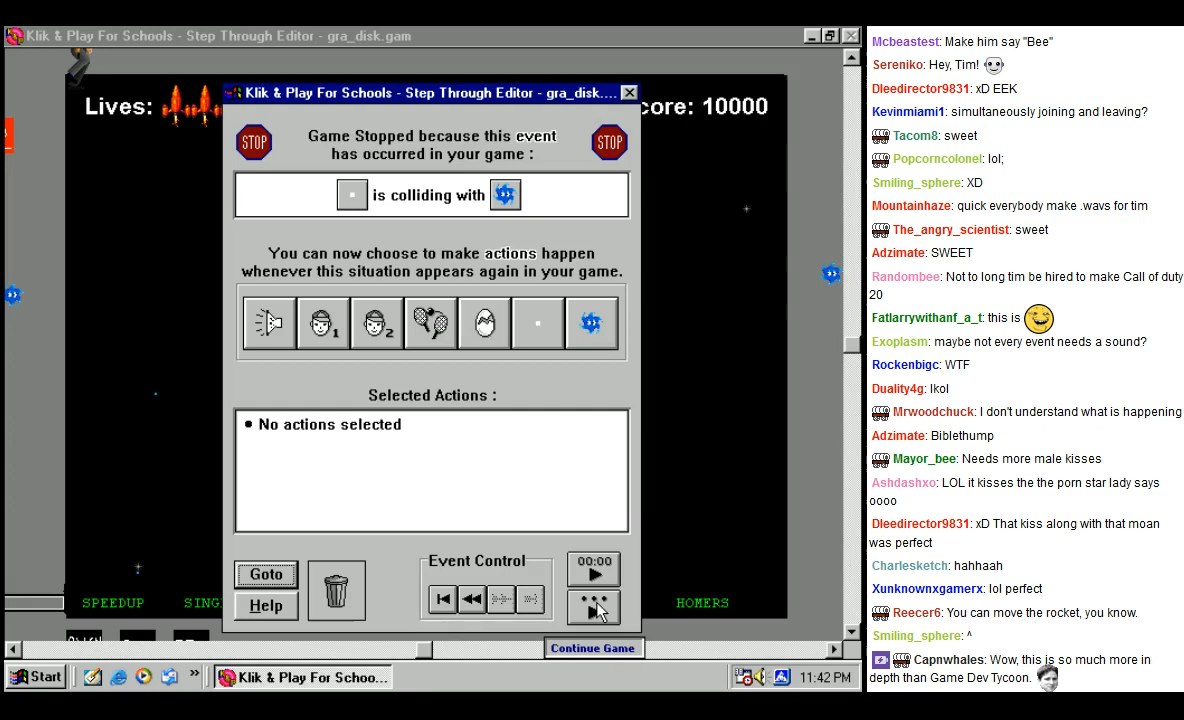 Klik & Play For Schools - Step Through Editor - gra_disk.gam
Lives:
core: 10000
Klik & Play For Schools - Step Through Editor - gra_disk....
STOP
Game Stopped because this event
has occurred in your game :
STOP
is colliding with
You can now choose to make actions happen
whenever this situation appears again in your game.
1
2
Selected Actions :
• No actions selected
Goto
Help
Event Control
00:00
Continue Game
SPEEDUP
SING
HOMERS
Start
»
Klik & Play For Schoo...
11:42 PM
Mcbeastest: Make him say "Bee"
Sereniko: Hey, Tim!
Dleedirector9831: xD EEK
Kevinmiami1: simultaneously joining and leaving?
Tacom8: sweet
Popcorncolonel: lol;
Smiling_sphere: XD
Mountainhaze: quick everybody make .wavs for tim
The_angry_scientist: sweet
Adzimate: SWEET
Randombee: Not to long tim be hired to make Call of duty
20
Fatlarrywithanf_a_t: this is
Exoplasm: maybe not every event needs a sound?
Rockenbigc: WTF
Duality4g: lkol
Mrwoodchuck: I don't understand what is happening
Adzimate: Biblethump
Mayor_bee: Needs more male kisses
Ashdashxo: LOL it kisses the the porn star lady says
oooo
Dleedirector9831: xD That kiss along with that moan
was perfect
Charlesketch: hahhaah
Xunknownxgamerx: lol perfect
Reecer6: You can move the rocket, you know.
Smiling_sphere: ^
Capnwhales: Wow, this is so much more in
depth than Game Dev Tycoon.